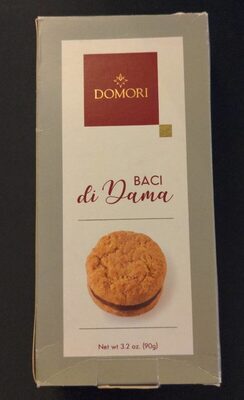 DOMORI
BACI
di Dama
Net wt 3.2 oz. (90g)